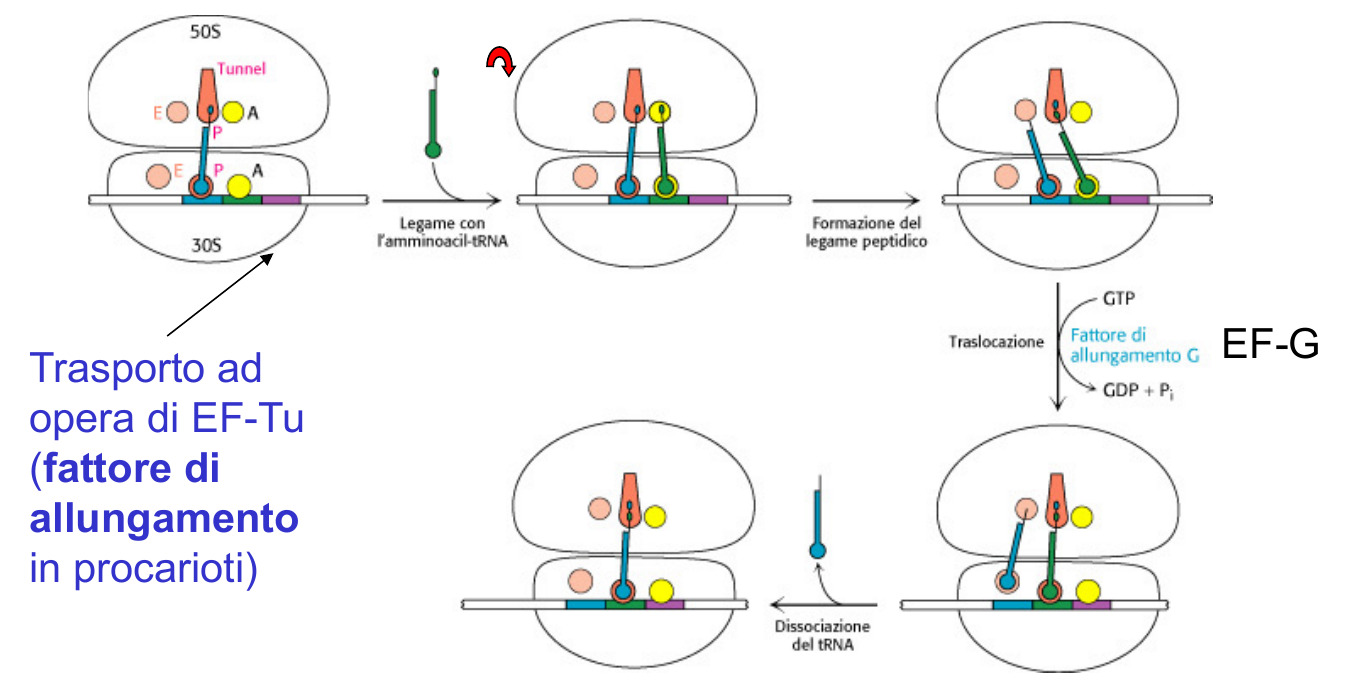 50S
Tunnel
E
A
P
E
P
A
30S
Legame con
l'amminoacil-tRNA
Formazione del
legame peptidico
Traslocazione
GTP
Fattore di
allungamento G
GDP + Pi
EF-G
Trasporto ad
opera di EF-Tu
(fattore di
allungamento
in procarioti)
Dissociazione
del tRNA